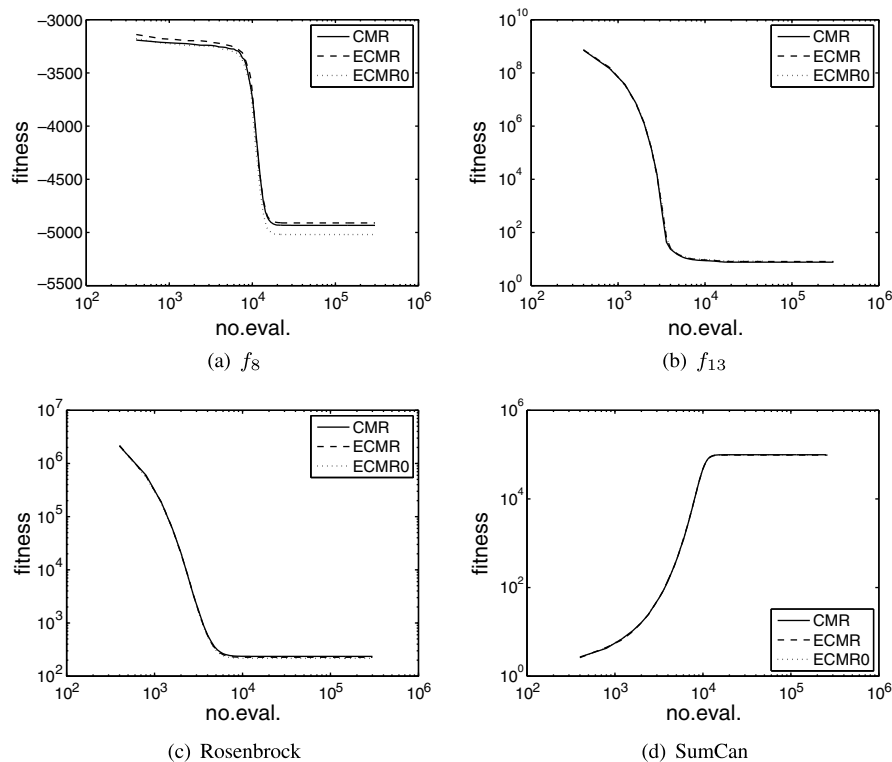 −3000
−3500
−4000
−4500
−5000
−5500
fitness
CMR
ECMR
ECMR0
10^2
10^3
10^4
10^5
10^6
no.eval.
(a) f_8
10^10
10^8
10^6
10^4
10^2
10^0
fitness
CMR
ECMR
ECMR0
10^2
10^3
10^4
10^5
10^6
no.eval.
(b) f_13
10^7
10^6
10^5
10^4
10^3
10^2
fitness
CMR
ECMR
ECMR0
10^2
10^3
10^4
10^5
10^6
no.eval.
(c) Rosenbrock
10^6
10^4
10^2
10^0
fitness
CMR
ECMR
ECMR0
10^2
10^3
10^4
10^5
10^6
no.eval.
(d) SumCan